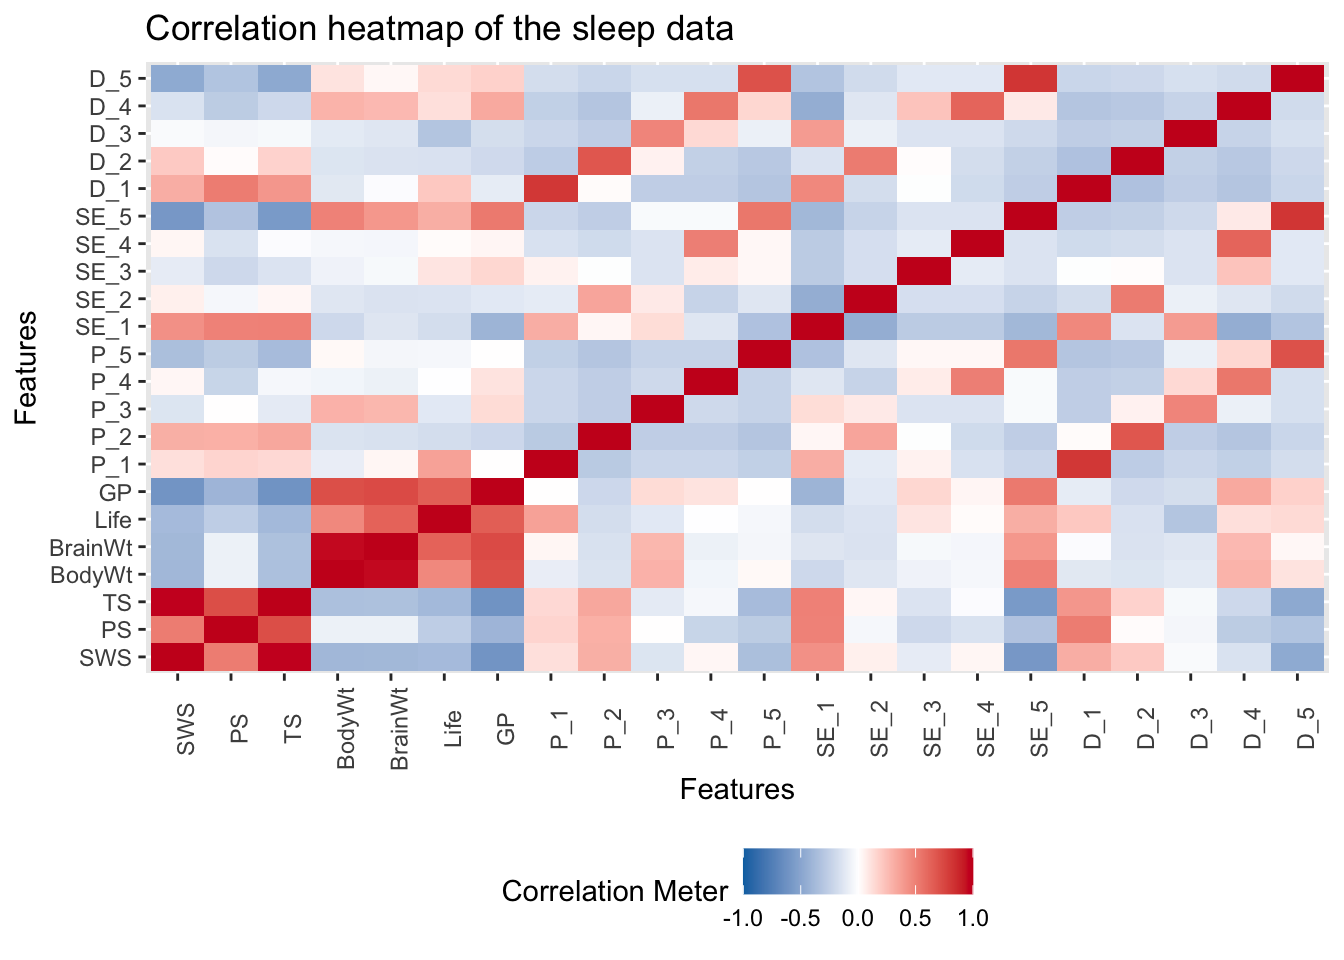 Correlation heatmap of the sleep data
Features
D_5
D_4
D_3
D_2
D_1
SE_5
SE_4
SE_3
SE_2
SE_1
P_5
P_4
P_3
P_2
P_1
GP
Life
BrainWt
BodyWt
TS
PS
SWS
SWS PS TS BodyWt BrainWt Life GP P_1 P_2 P_3 P_4 P_5 SE_1 SE_2 SE_3 SE_4 SE_5 D_1 D_2 D_3 D_4 D_5
Features
Correlation Meter
-1.0 -0.5 0.0 0.5 1.0